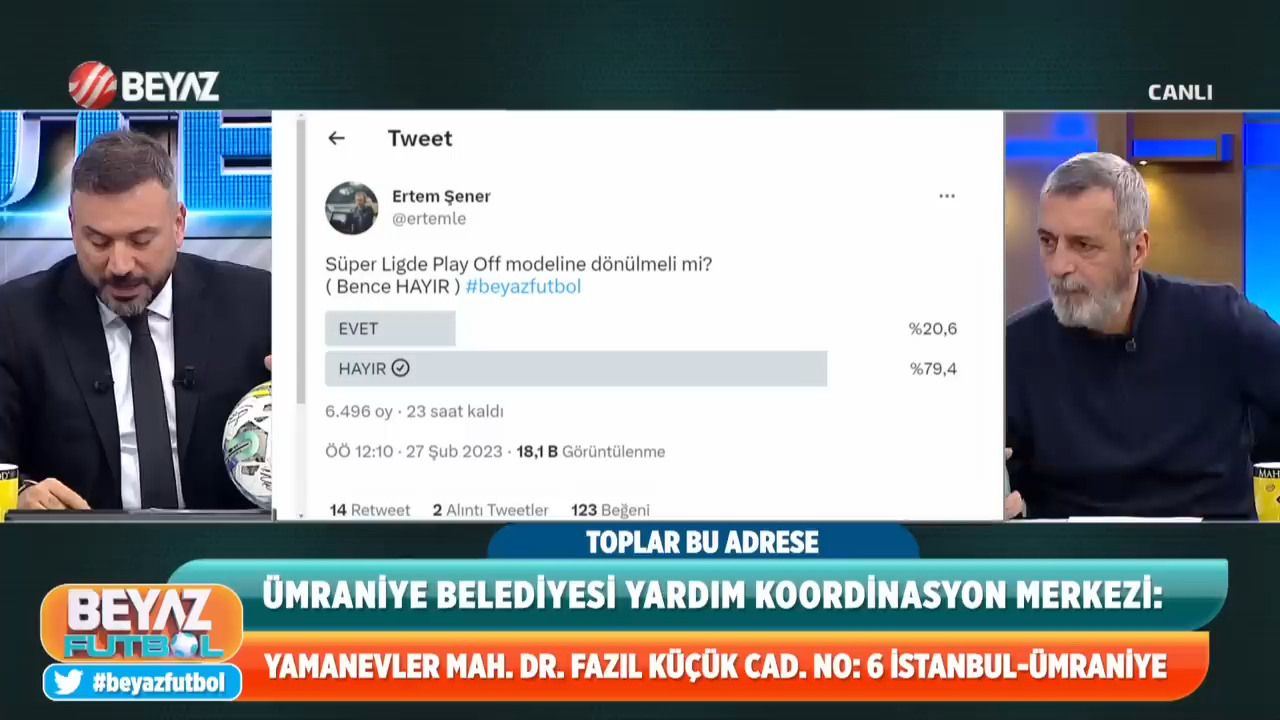 BEYAZ
CANLI
Tweet
Ertem Şener
@ertemle
Süper Ligde Play Off modeline dönülmeli mi?
( Bence HAYIR ) #beyazfutbol
EVET
%20,6
HAYIR
%79,4
6.496 oy · 23 saat kaldı
ÖÖ 12:10 · 27 Şub 2023 · 18,1 B Görüntülenme
14 Retweet 2 Alıntı Tweetler 123 Beğeni
TOPLAR BU ADRESE
ÜMRANİYE BELEDİYESİ YARDIM KOORDİNASYON MERKEZİ:
YAMANEVLER MAH. DR. FAZIL KÜÇÜK CAD. NO: 6 İSTANBUL-ÜMRANİYE
BEYAZ
FUTBOL
#beyazfutbol